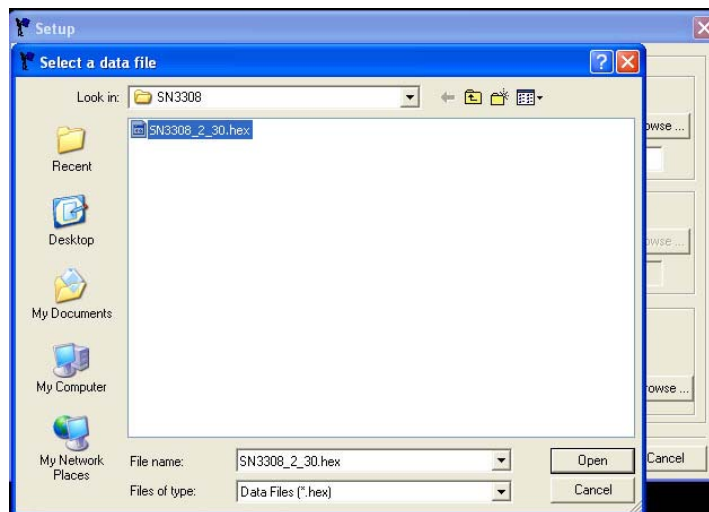 Setup
Select a data file
Look in: SN3308
SN3308_2_30.hex
Recent
Desktop
My Documents
My Computer
My Network
Places
File name: SN3308_2_30.hex Open
Files of type: Data Files (*.hex) Cancel
owse ...
owse ...
owse ...
Cancel